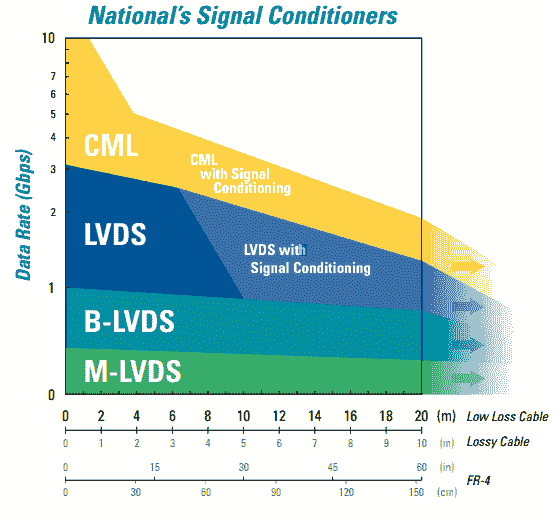 National's Signal Conditioners
Data Rate (Gbps)
10
7
6
5
4
3
2
1
0
CML
CML
with Signal
Conditioning
LVDS
LVDS with
Signal Conditioning
B-LVDS
M-LVDS
0 2 4 6 8 10 12 14 16 18 20 (m) Low Loss Cable
0 1 2 3 4 5 6 7 8 9 10 (m) Lossy Cable
0 15 30 45 60 (in)
FR-4
0 30 60 90 120 150 (cm)